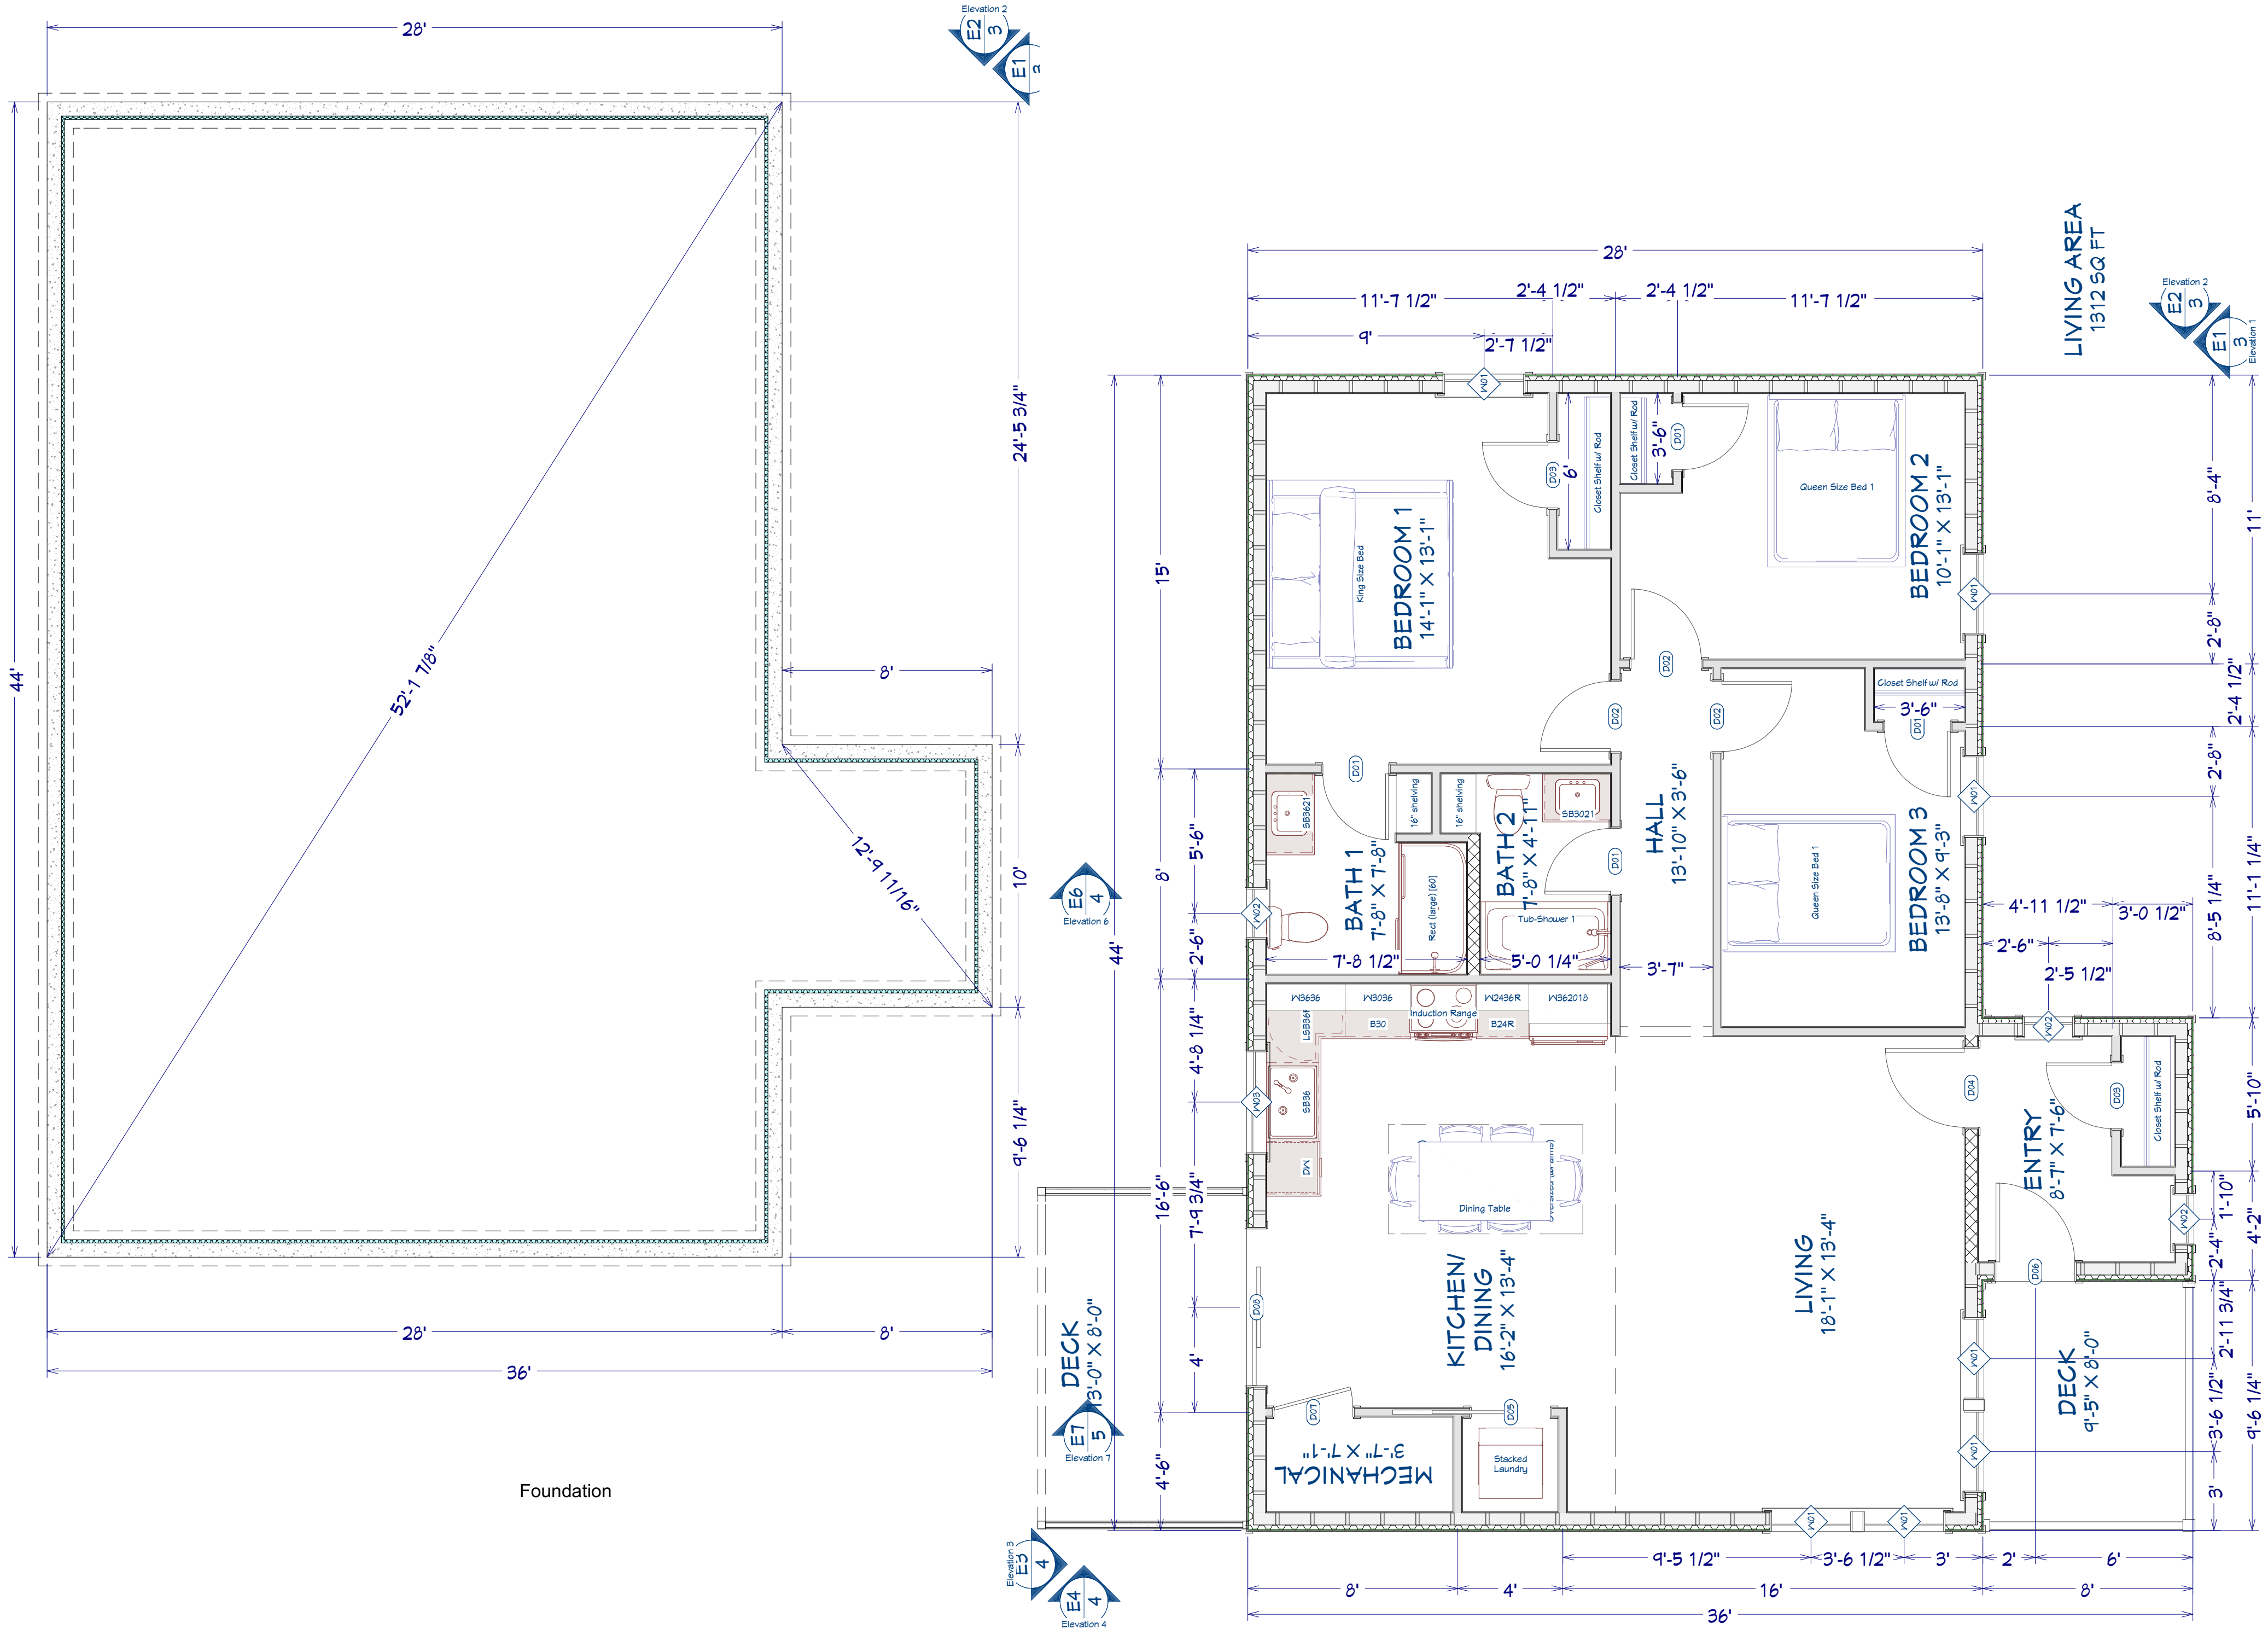 28'
Elevation 2
E2
3
E1
44'
52'-1 7/8"
24'-5 3/4"
8'
12'-9 11/16"
10'
9'-6 1/4"
28'
8'
36'
Foundation
LIVING AREA
1312 SQ FT
Elevation 2
E2
3
E1
3
Elevation 1
28'
11'-7 1/2"
2'-4 1/2"
2'-4 1/2"
11'-7 1/2"
9'
2'-7 1/2"
W01
44'
15'
8'
16'-6"
4'-6"
5'-6"
2'-6"
4'-8 1/4"
7'-9 3/4"
4'
E6
4
Elevation 6
King Size Bed
BEDROOM 1
14'-1" X 13'-1"
D03
6'
Closet Shelf w/ Rod
Closet Shelf w/ Rod
3'-6"
D01
Queen Size Bed 1
BEDROOM 2
10'-1" X 13'-1"
W01
D02
D02
D02
Closet Shelf w/ Rod
3'-6"
D01
W01
D01
SB3621
16" shelving
16" shelving
SB3021
BATH 1
7'-8" X 7'-8"
W02
Rect (large) [60]
BATH 2
7'-8" X 4'-11"
D01
Tub-Shower 1
7'-8 1/2"
5'-0 1/4"
HALL
13'-10" X 3'-6"
3'-7"
Queen Size Bed 1
BEDROOM 3
13'-8" X 9'-3"
8'-4"
11'
2'-8"
2'-4 1/2"
2'-8"
8'-5 1/4"
11'-1 1/4"
4'-11 1/2"
3'-0 1/2"
2'-6"
2'-5 1/2"
W3636
W3036
W2436R
W362018
B30
Induction Range
B24R
W03
SB36
DW
Dining Table
KITCHEN/
DINING
16'-2" X 13'-4"
LIVING
18'-1" X 13'-4"
D04
W02
D03
Closet Shelf w/ Rod
ENTRY
8'-7" X 7'-6"
W02
D06
5'-10"
1'-10"
4'-2"
2'-4"
2'-11 3/4"
3'-6 1/2"
9'-6 1/4"
3'
D08
DECK
13'-0" X 8'-0"
E7
5
Elevation 7
D07
D05
MECHANICAL
3'-7" X 7'-1"
Stacked
Laundry
W01
W01
DECK
9'-5" X 8'-0"
W01
W01
Elevation 3
E3
4
E4
4
Elevation 4
9'-5 1/2"
3'-6 1/2"
3'
2'
6'
8'
4'
16'
8'
36'